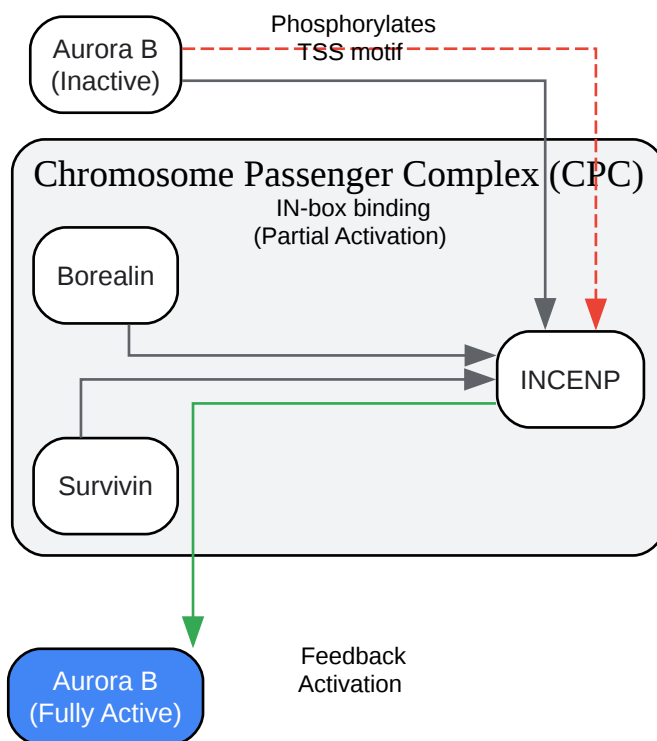 Phosphorylates
TSS motif
Aurora B
(Inactive)
Chromosome Passenger Complex (CPC)
IN-box binding
(Partial Activation)
Borealin
INCENP
Survivin
Feedback
Activation
Aurora B
(Fully Active)